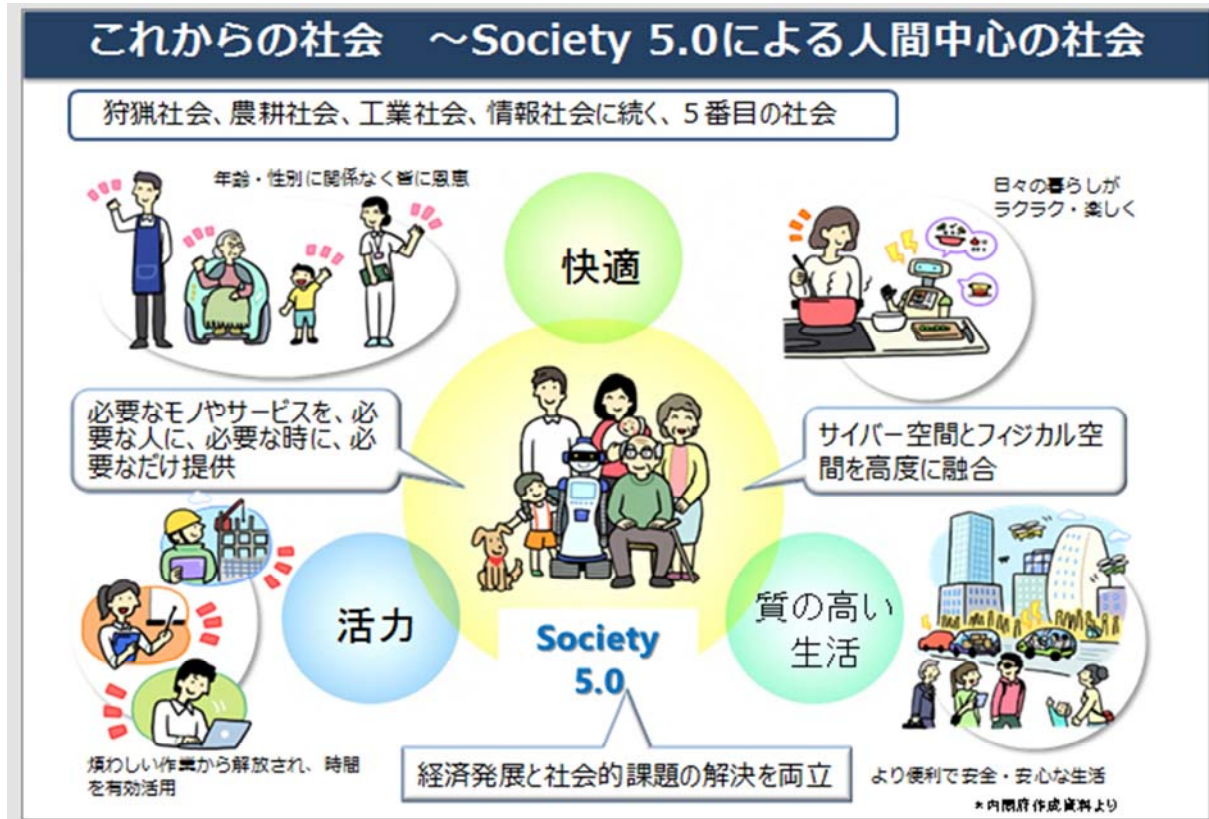 これからの社会　～Society 5.0による人間中心の社会
狩猟社会、農耕社会、工業社会、情報社会に続く、５番目の社会
年齢・性別に関係なく皆に恩恵
快適
日々の暮らしが
ラクラク・楽しく
必要なモノやサービスを、必
要な人に、必要な時に、必
要なだけ提供
サイバー空間とフィジカル空
間を高度に融合
活力
質の高い
生活
Society
5.0
煩わしい作業から解放され、時間
を有効活用
経済発展と社会的課題の解決を両立
より便利で安全・安心な生活
＊内閣府作成資料より